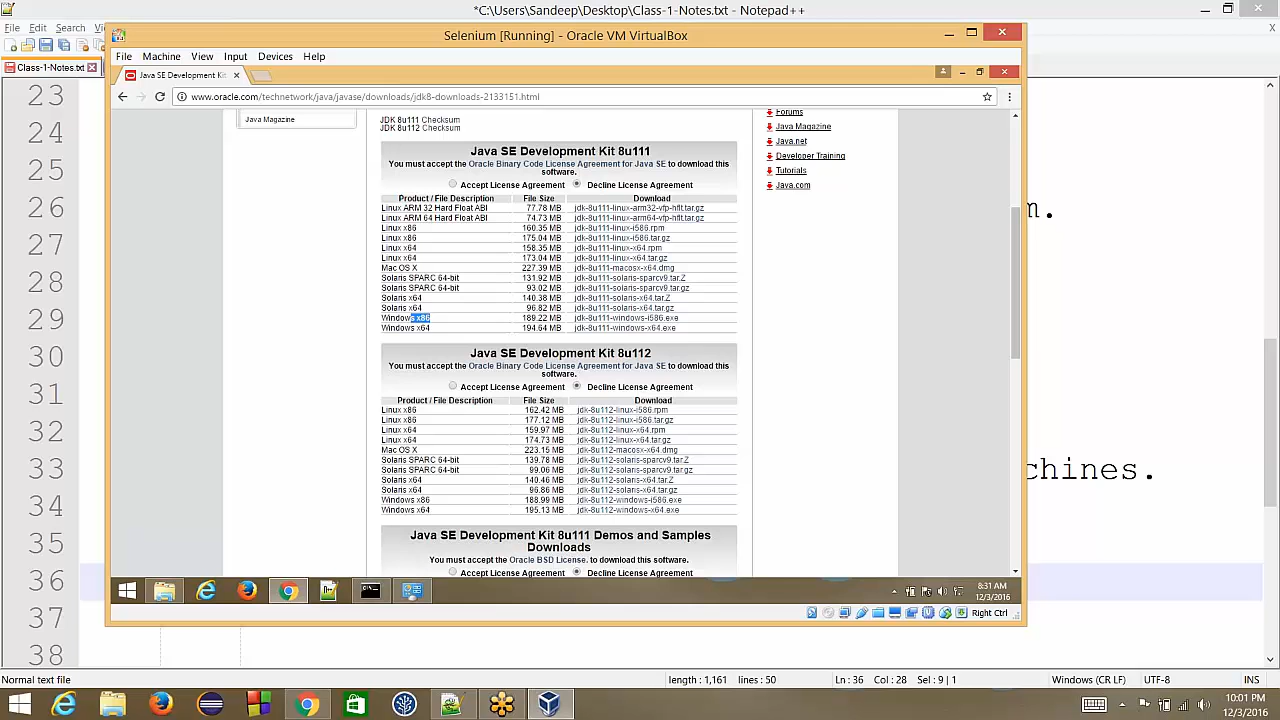 *C:\Users\Sandeep\Desktop\Class-1-Notes.txt - Notepad++
File Edit Search Vi
Class-1-Notes.txt
Selenium [Running] - Oracle VM VirtualBox
File Machine View Input Devices Help
Java SE Development Kit
www.oracle.com/technetwork/java/javase/downloads/jdk8-downloads-2133151.html
Java Magazine
JDK 8u111 Checksum
JDK 8u112 Checksum
Forums
Java Magazine
Java.net
Developer Training
Tutorials
Java.com
Java SE Development Kit 8u111
You must accept the Oracle Binary Code License Agreement for Java SE to download this
software.
Accept License Agreement Decline License Agreement
Product / File Description File Size Download
Linux ARM 32 Hard Float ABI 77.78 MB jdk-8u111-linux-arm32-vfp-hflt.tar.gz
Linux ARM 64 Hard Float ABI 74.73 MB jdk-8u111-linux-arm64-vfp-hflt.tar.gz
Linux x86 160.35 MB jdk-8u111-linux-i586.rpm
Linux x86 175.04 MB jdk-8u111-linux-i586.tar.gz
Linux x64 158.35 MB jdk-8u111-linux-x64.rpm
Linux x64 173.04 MB jdk-8u111-linux-x64.tar.gz
Mac OS X 227.39 MB jdk-8u111-macosx-x64.dmg
Solaris SPARC 64-bit 131.92 MB jdk-8u111-solaris-sparcv9.tar.Z
Solaris SPARC 64-bit 93.02 MB jdk-8u111-solaris-sparcv9.tar.gz
Solaris x64 140.38 MB jdk-8u111-solaris-x64.tar.Z
Solaris x64 96.82 MB jdk-8u111-solaris-x64.tar.gz
Windows x86 189.22 MB jdk-8u111-windows-i586.exe
Windows x64 194.64 MB jdk-8u111-windows-x64.exe
Java SE Development Kit 8u112
You must accept the Oracle Binary Code License Agreement for Java SE to download this
software.
Accept License Agreement Decline License Agreement
Product / File Description File Size Download
Linux x86 162.42 MB jdk-8u112-linux-i586.rpm
Linux x86 177.12 MB jdk-8u112-linux-i586.tar.gz
Linux x64 159.97 MB jdk-8u112-linux-x64.rpm
Linux x64 174.73 MB jdk-8u112-linux-x64.tar.gz
Mac OS X 223.15 MB jdk-8u112-macosx-x64.dmg
Solaris SPARC 64-bit 139.78 MB jdk-8u112-solaris-sparcv9.tar.Z
Solaris SPARC 64-bit 99.06 MB jdk-8u112-solaris-sparcv9.tar.gz
Solaris x64 140.46 MB jdk-8u112-solaris-x64.tar.Z
Solaris x64 96.86 MB jdk-8u112-solaris-x64.tar.gz
Windows x86 188.99 MB jdk-8u112-windows-i586.exe
Windows x64 195.13 MB jdk-8u112-windows-x64.exe
Java SE Development Kit 8u111 Demos and Samples
Downloads
You must accept the Oracle BSD License. to download this software.
Accept License Agreement Decline License Agreement
8:31 AM
12/3/2016
Right Ctrl
23
24
25
26 m.
27
28
29
30
31
32
33 chines.
34
35
36
37
38
Normal text file length : 1,161 lines : 50 Ln : 36 Col : 28 Sel : 9 | 1 Windows (CR LF) UTF-8 INS
10:01 PM
12/3/2016